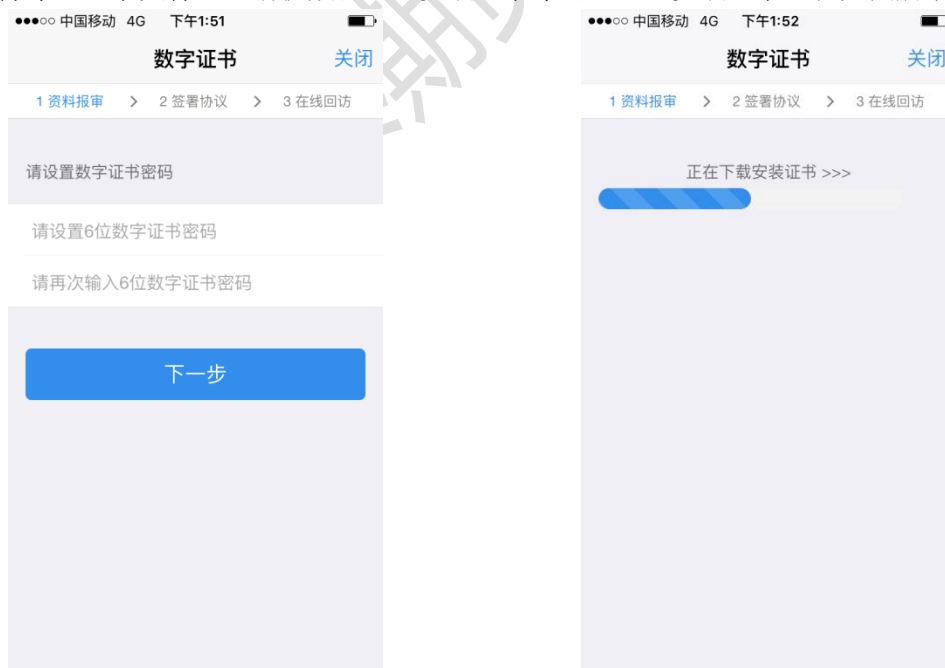 ●●●○○ 中国移动 4G 下午1:51
数字证书 关闭
1 资料报审 > 2 签署协议 > 3 在线回访
请设置数字证书密码
请设置6位数字证书密码
请再次输入6位数字证书密码
下一步
●●●○○ 中国移动 4G 下午1:52
数字证书 关闭
1 资料报审 > 2 签署协议 > 3 在线回访
正在下载安装证书 >>>